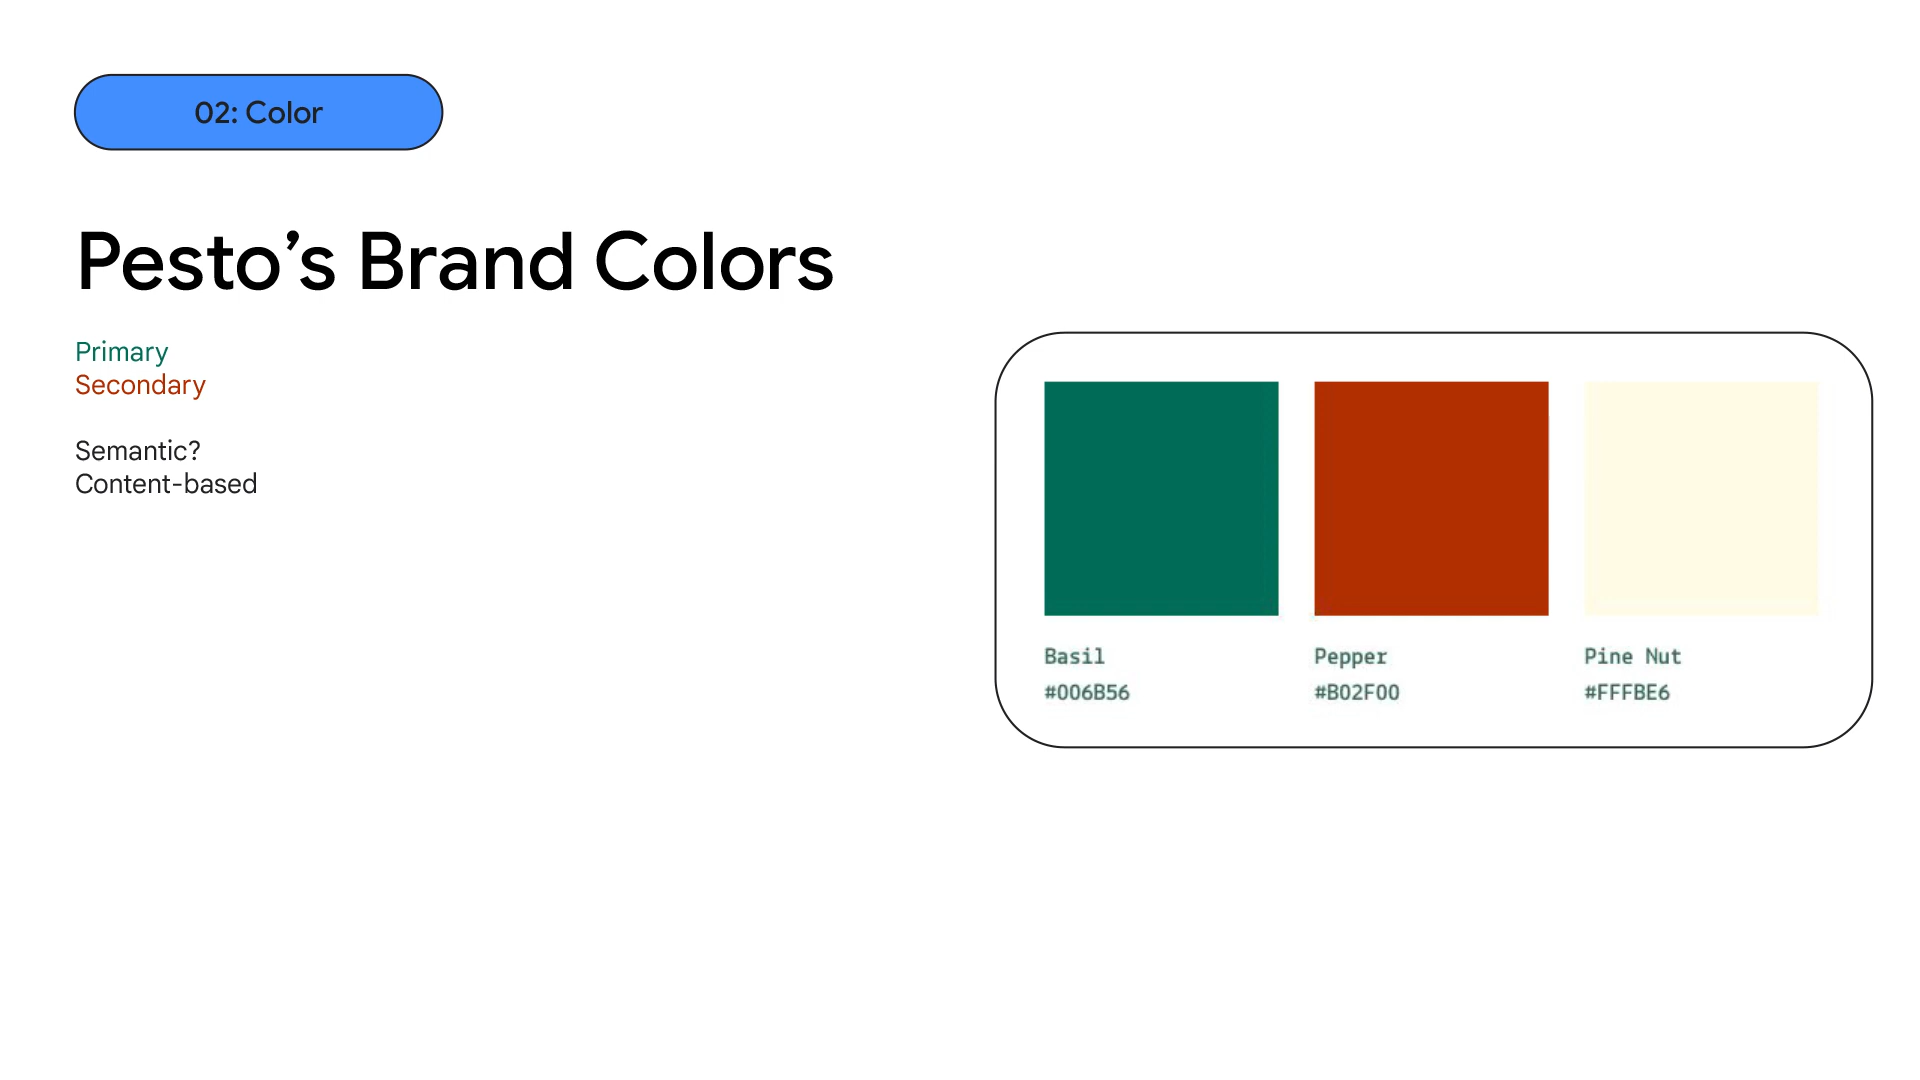 02: Color
Pesto’s Brand Colors
Primary
Secondary
Semantic?
Content-based
Basil
#006B56
Pepper
#B02F00
Pine Nut
#FFFBE6